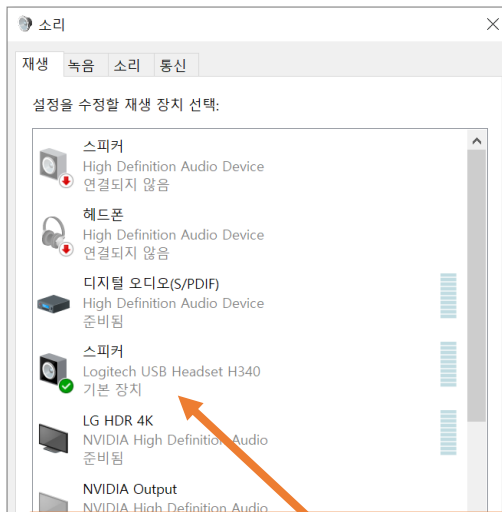 소리
재생 녹음 소리 통신
설정을 수정할 재생 장치 선택:
스피커
High Definition Audio Device
연결되지 않음
헤드폰
High Definition Audio Device
연결되지 않음
디지털 오디오(S/PDIF)
High Definition Audio Device
준비됨
스피커
Logitech USB Headset H340
기본 장치
LG HDR 4K
NVIDIA High Definition Audio
준비됨
NVIDIA Output
NVIDIA High Definition Audio